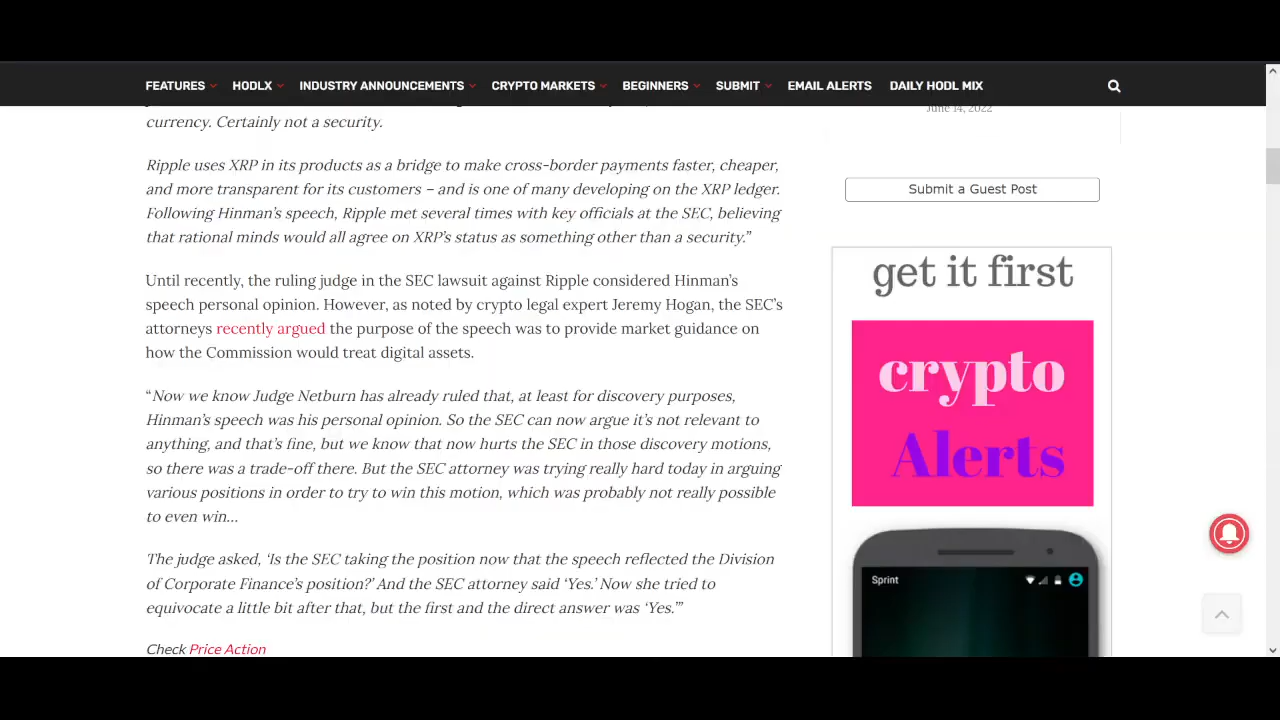 FEATURES HODLX INDUSTRY ANNOUNCEMENTS CRYPTO MARKETS BEGINNERS SUBMIT EMAIL ALERTS DAILY HODL MIX
currency. Certainly not a security.
Ripple uses XRP in its products as a bridge to make cross-border payments faster, cheaper,
and more transparent for its customers – and is one of many developing on the XRP ledger.
Following Hinman’s speech, Ripple met several times with key officials at the SEC, believing
that rational minds would all agree on XRP’s status as something other than a security.”
Until recently, the ruling judge in the SEC lawsuit against Ripple considered Hinman’s
speech personal opinion. However, as noted by crypto legal expert Jeremy Hogan, the SEC’s
attorneys recently argued the purpose of the speech was to provide market guidance on
how the Commission would treat digital assets.
“Now we know Judge Netburn has already ruled that, at least for discovery purposes,
Hinman’s speech was his personal opinion. So the SEC can now argue it’s not relevant to
anything, and that’s fine, but we know that now hurts the SEC in those discovery motions,
so there was a trade-off there. But the SEC attorney was trying really hard today in arguing
various positions in order to try to win this motion, which was probably not really possible
to even win…
The judge asked, ‘Is the SEC taking the position now that the speech reflected the Division
of Corporate Finance’s position?’ And the SEC attorney said ‘Yes.’ Now she tried to
equivocate a little bit after that, but the first and the direct answer was ‘Yes.’”
Check Price Action
June 14, 2022
Submit a Guest Post
get it first
crypto
Alerts
Sprint